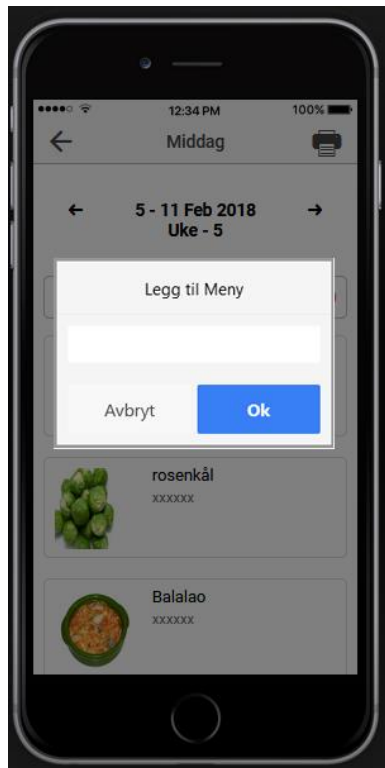 12:34 PM 100%
Middag
5 - 11 Feb 2018
Uke - 5
Legg til Meny
Avbryt Ok
rosenkål
xxxxxx
Balalao
xxxxxx